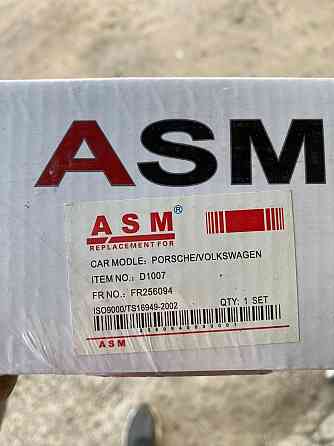 ASM
ASM®
REPLACEMENT FOR
CAR MODLE: PORSCHE/VOLKSWAGEN
ITEM NO.: D1007
FR NO.: FR256094
QTY: 1 SET
ISO9000/TS16949-2002
ASM